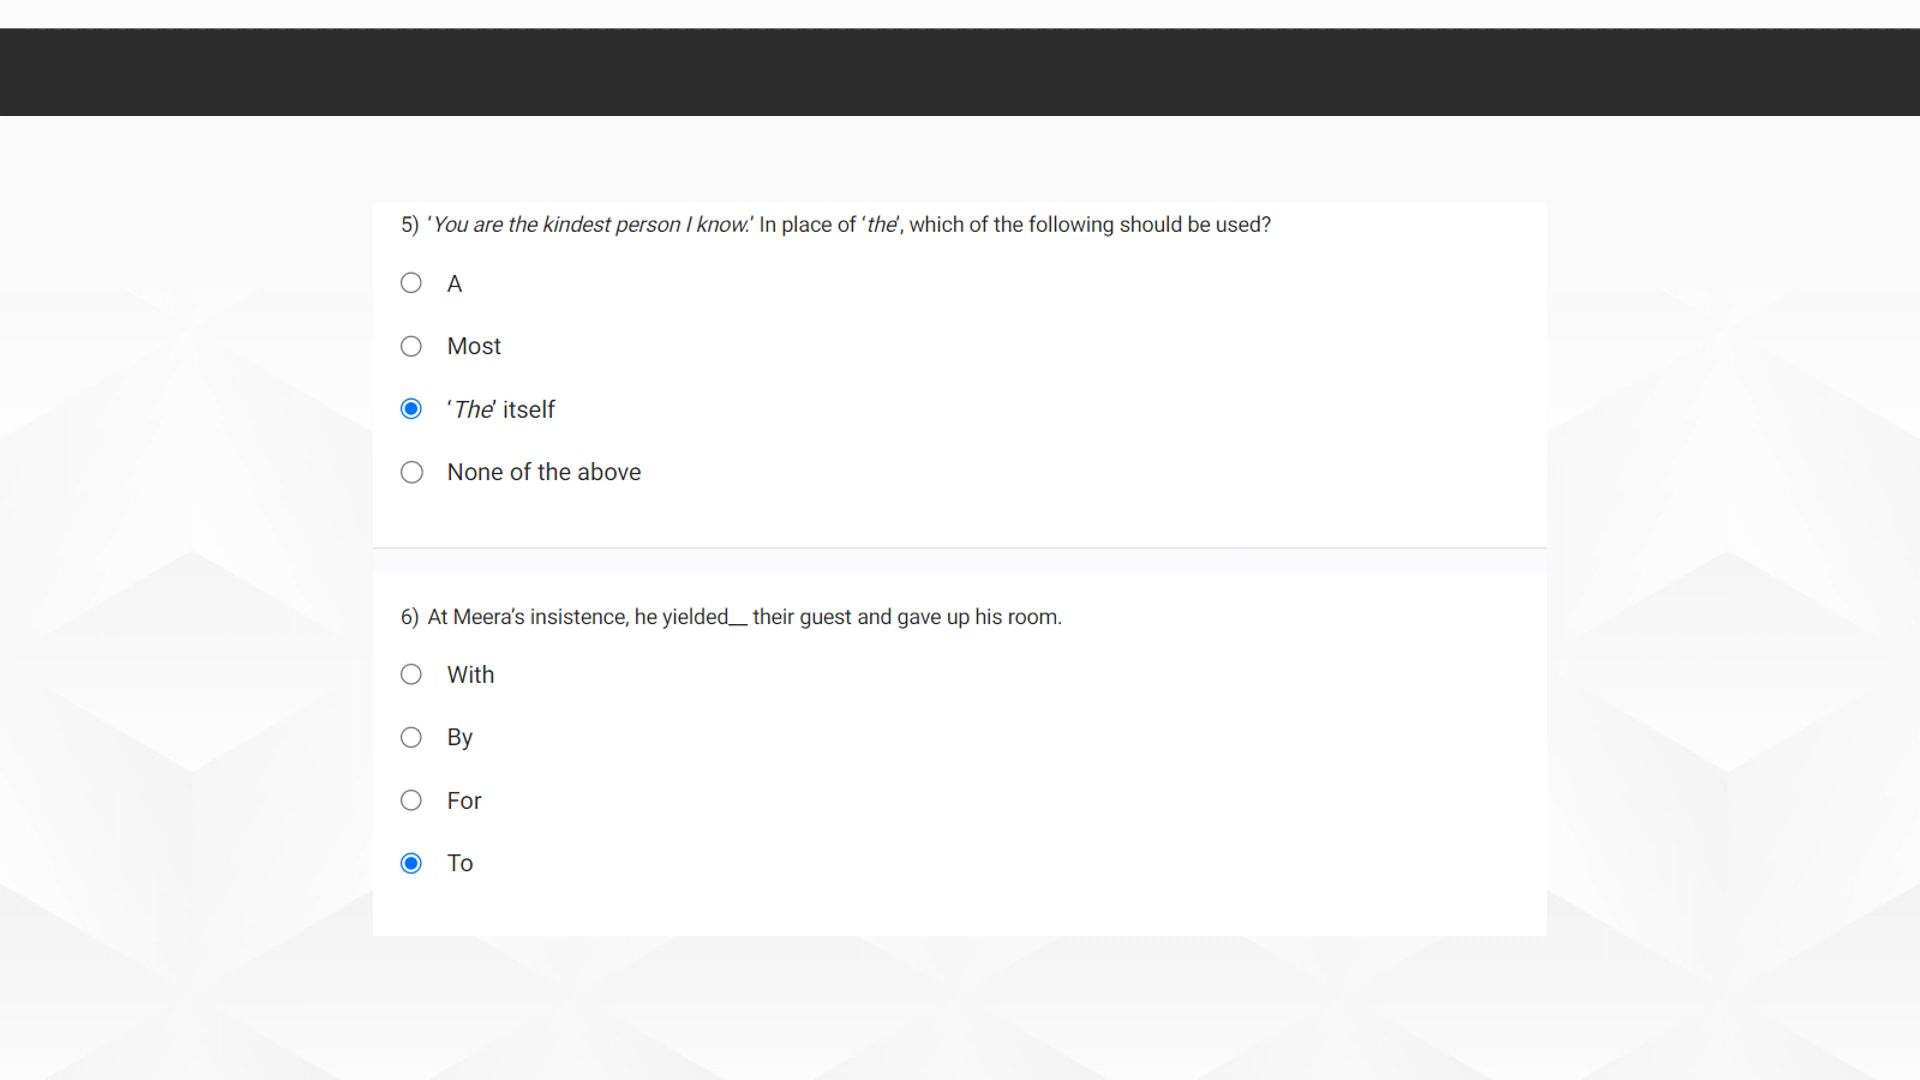 5) ‘You are the kindest person I know.’ In place of ‘the’, which of the following should be used?
A
Most
‘The’ itself
None of the above
6) At Meera’s insistence, he yielded__ their guest and gave up his room.
With
By
For
To